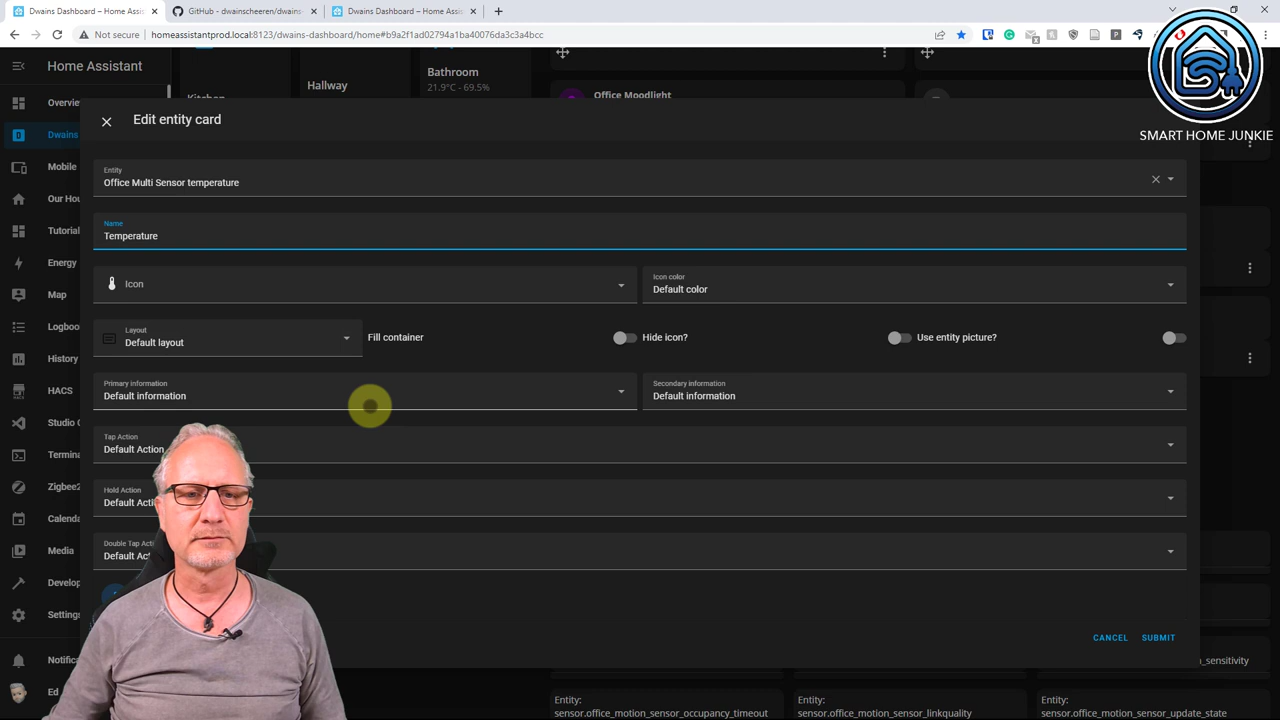 Dwains Dashboard – Home Assis
GitHub - dwainscheeren/dwains-
Dwains Dashboard – Home Assis
Not secure
homeassistantprod.local:8123/dwains-dashboard/home#b9a2f1ad02794a1ba40076da3c3a4bcc
SMART HOME JUNKIE
Home Assistant
Kitchen
Hallway
Bathroom
21.9°C - 69.5%
Office Moodlight
Overvie
Dwains
Mobile
Our Hou
Tutorial
Energy
Map
Logboo
History
HACS
Studio C
Termina
Zigbee2
Calenda
Media
Develop
Settings
Notifica
Ed
Edit entity card
Entity
Office Multi Sensor temperature
Name
Temperature
Icon
Icon color
Default color
Layout
Default layout
Fill container
Hide icon?
Use entity picture?
Primary information
Default information
Secondary information
Default information
Tap Action
Default Action
Hold Action
Default Acti
Double Tap Acti
Default Act
CANCEL
SUBMIT
n_sensitivity
Entity:
sensor.office_motion_sensor_occupancy_timeout
Entity:
sensor.office_motion_sensor_linkquality
Entity:
sensor.office_motion_sensor_update_state